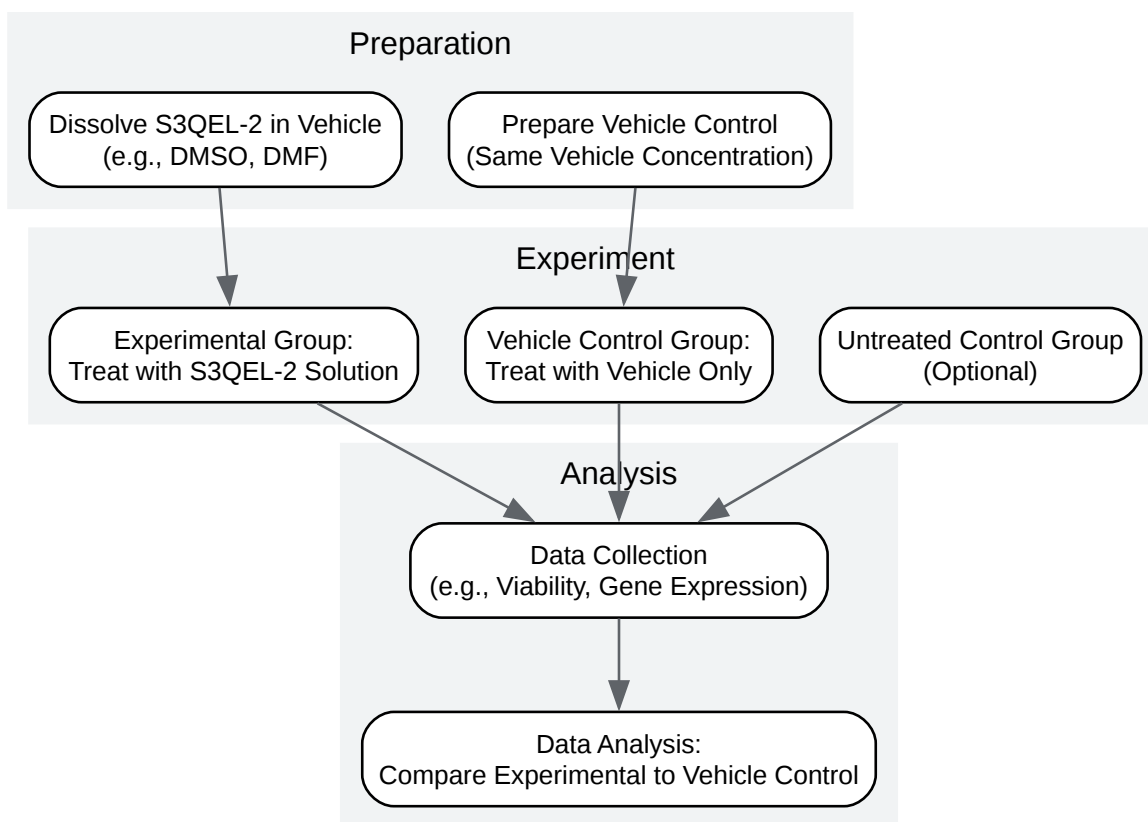 Preparation
Dissolve S3QEL-2 in Vehicle
(e.g., DMSO, DMF)
Prepare Vehicle Control
(Same Vehicle Concentration)
Experiment
Experimental Group:
Treat with S3QEL-2 Solution
Vehicle Control Group:
Treat with Vehicle Only
Untreated Control Group
(Optional)
Analysis
Data Collection
(e.g., Viability, Gene Expression)
Data Analysis:
Compare Experimental to Vehicle Control